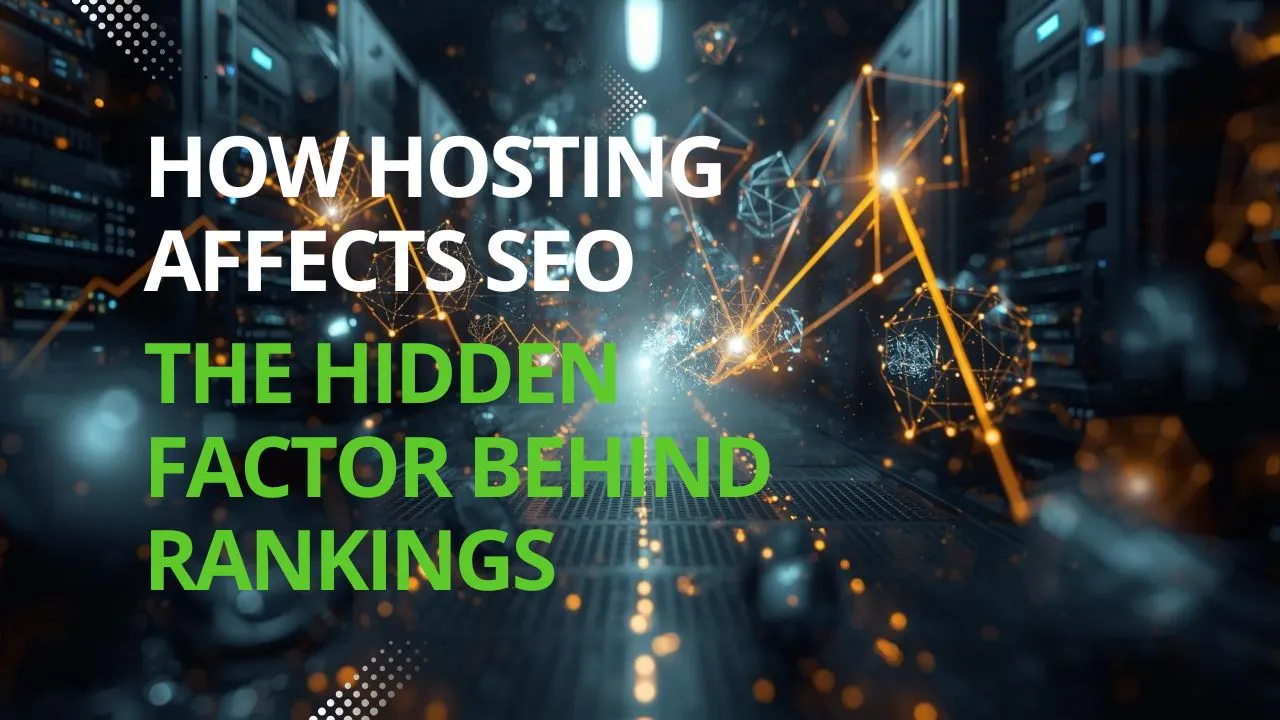 HOW HOSTING
AFFECTS SEO
THE HIDDEN
FACTOR BEHIND
RANKINGS